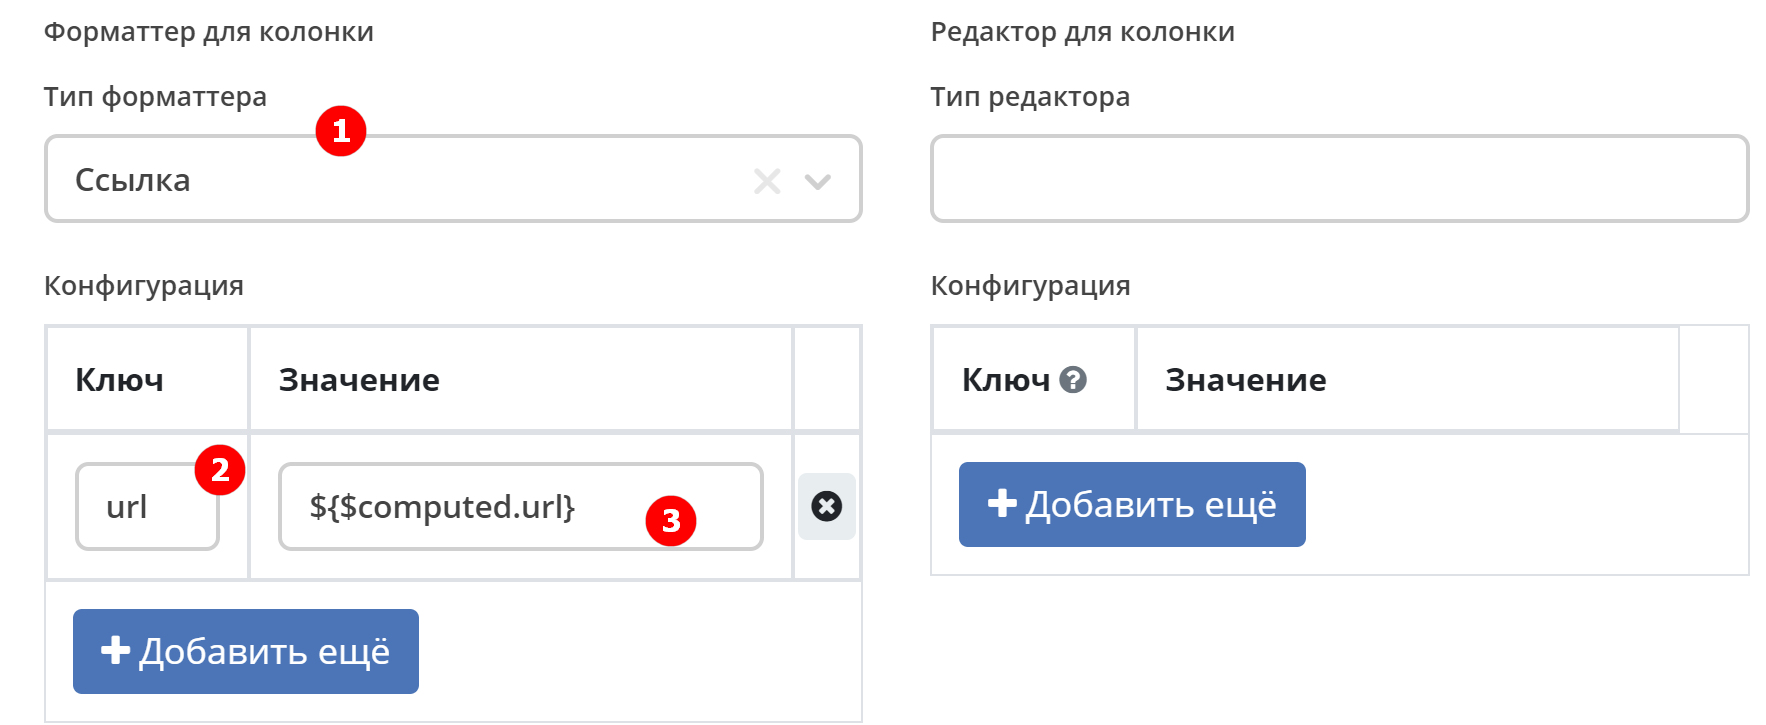 Форматтер для колонки
Тип форматтера
1
Ссылка
Конфигурация
Ключ Значение
url 2 ${$computed.url} 3
Добавить ещё
Редактор для колонки
Тип редактора
Конфигурация
Ключ ? Значение
Добавить ещё